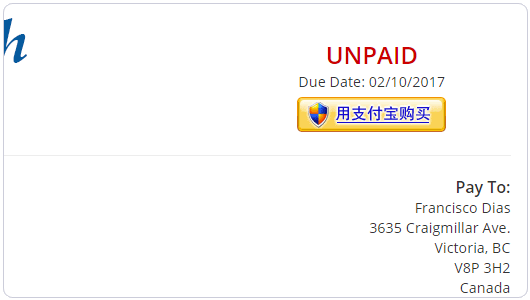 h
UNPAID
Due Date: 02/10/2017
用支付宝购买
Pay To:
Francisco Dias
3635 Craigmillar Ave.
Victoria, BC
V8P 3H2
Canada